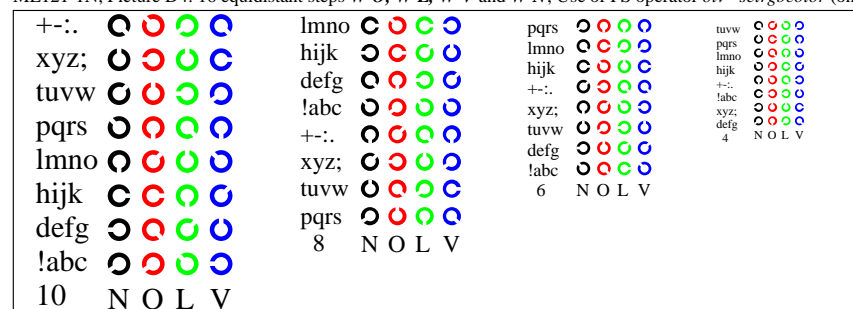 +-:.
xyz;
tuvw
pqrs
lmno
hijk
defg
!abc
10 N O L V
lmno
hijk
defg
!abc
+-:.
xyz;
tuvw
pqrs
8 N O L V
pqrs
lmno
hijk
+-:.
xyz;
tuvw
defg
!abc
6 N O L V
tuvw
pqrs
lmno
hijk
+-:.
!abc
xyz;
defg
4 N O L V